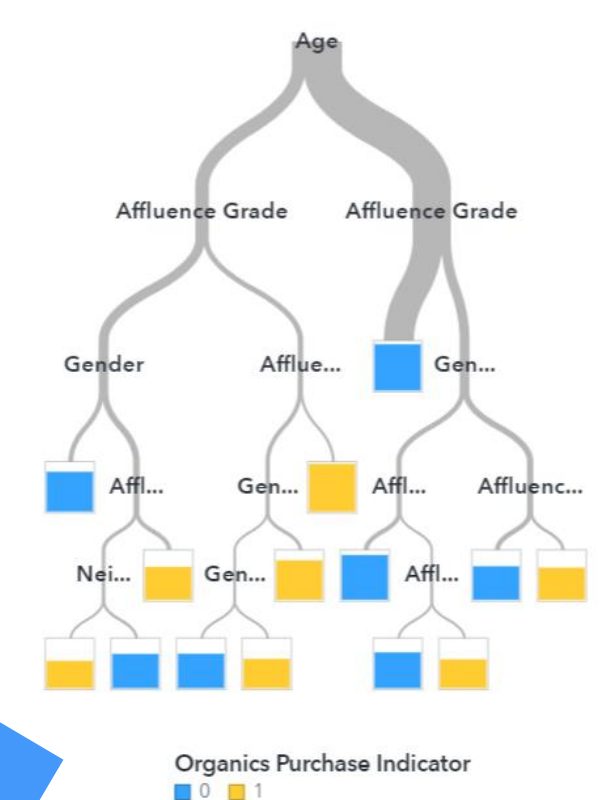 Age
Affluence Grade Affluence Grade
Gender Afflue... Gen...
Affl... Gen... Affl... Affluenc...
Nei... Gen... Affl...
Organics Purchase Indicator
0 1